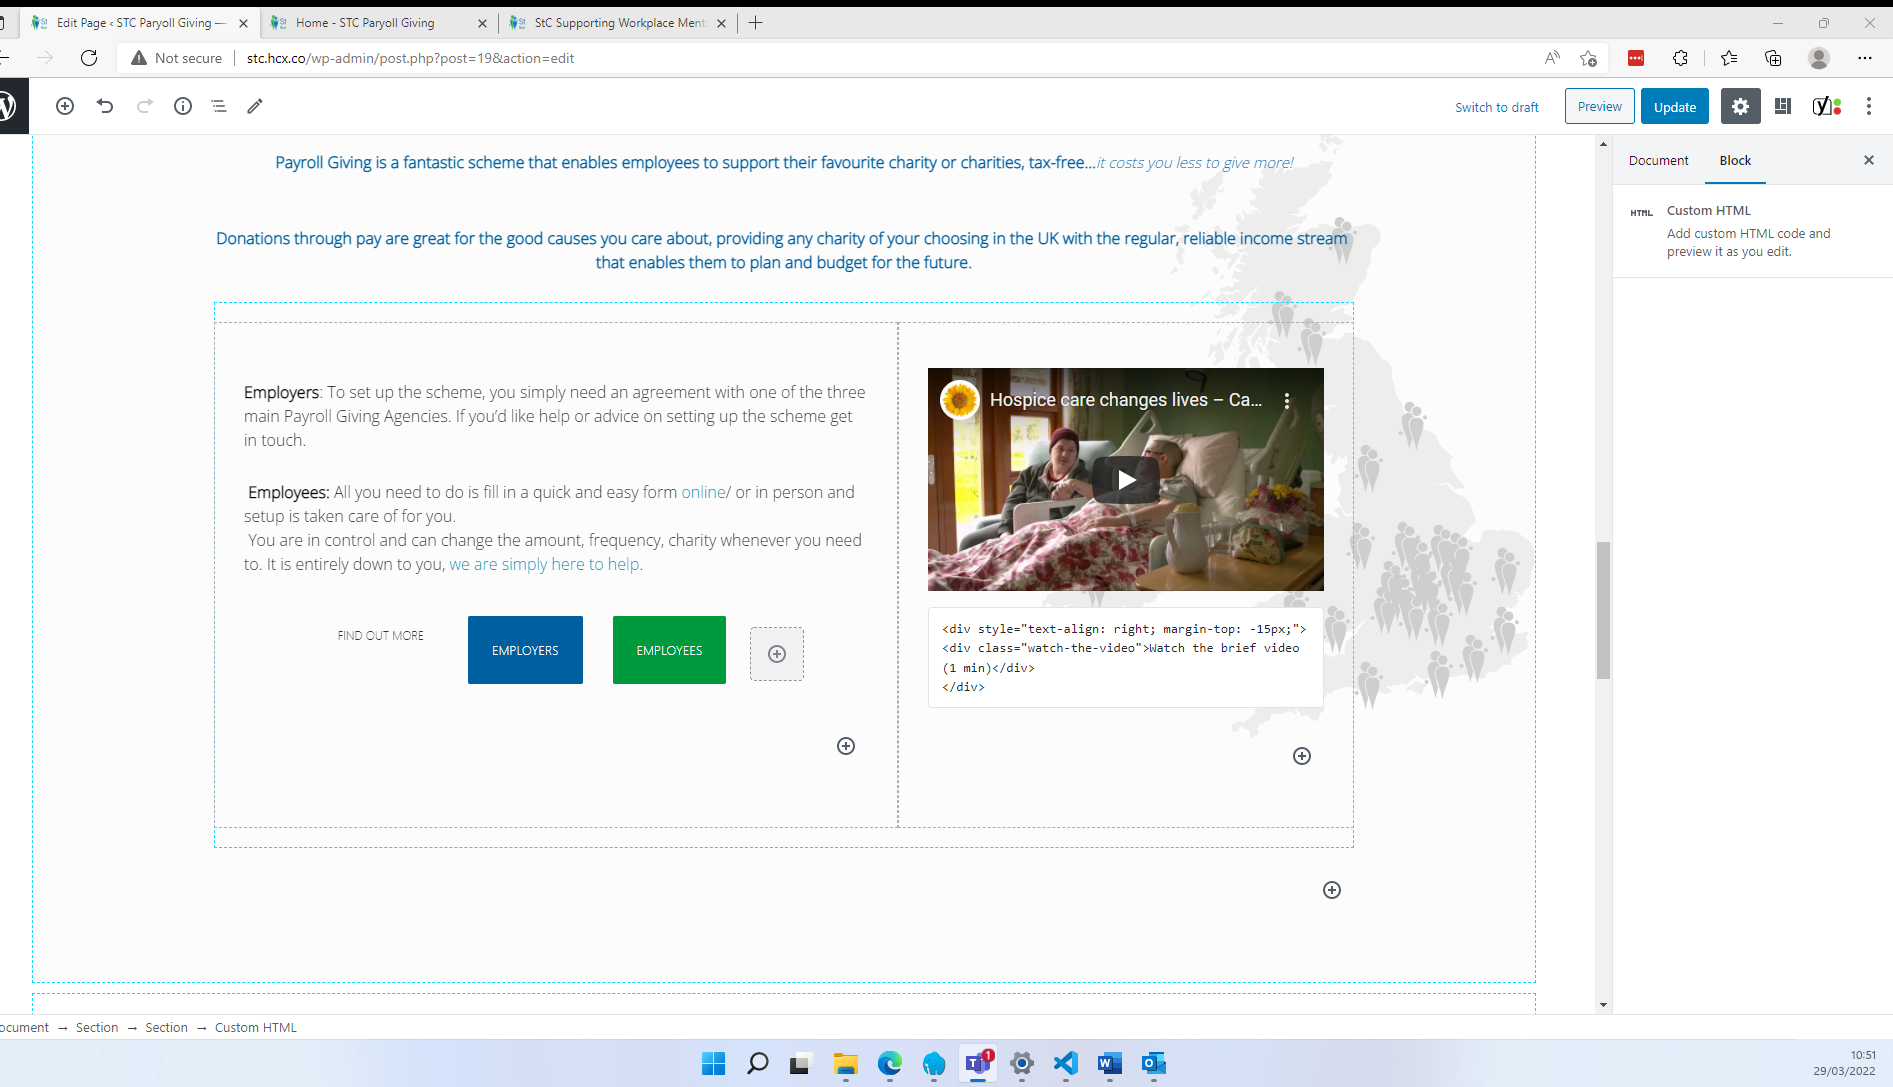 Edit Page ‹ STC Paryoll Giving —
Home - STC Paryoll Giving
StC Supporting Workplace Ment
Not secure
stc.hcx.co/wp-admin/post.php?post=19&action=edit
Switch to draft
Preview
Update
Document
Block
HTML
Custom HTML
Add custom HTML code and
preview it as you edit.
Payroll Giving is a fantastic scheme that enables employees to support their favourite charity or charities, tax-free...it costs you less to give more!
Donations through pay are great for the good causes you care about, providing any charity of your choosing in the UK with the regular, reliable income stream
that enables them to plan and budget for the future.
Employers: To set up the scheme, you simply need an agreement with one of the three
main Payroll Giving Agencies. If you'd like help or advice on setting up the scheme get
in touch.
Employees: All you need to do is fill in a quick and easy form online/ or in person and
setup is taken care of for you.
You are in control and can change the amount, frequency, charity whenever you need
to. It is entirely down to you, we are simply here to help.
FIND OUT MORE
EMPLOYERS
EMPLOYEES
Hospice care changes lives – Ca...
<div style="text-align: right; margin-top: -15px;">
<div class="watch-the-video">Watch the brief video
(1 min)</div>
</div>
ocument → Section → Section → Custom HTML
1
10:51
29/03/2022